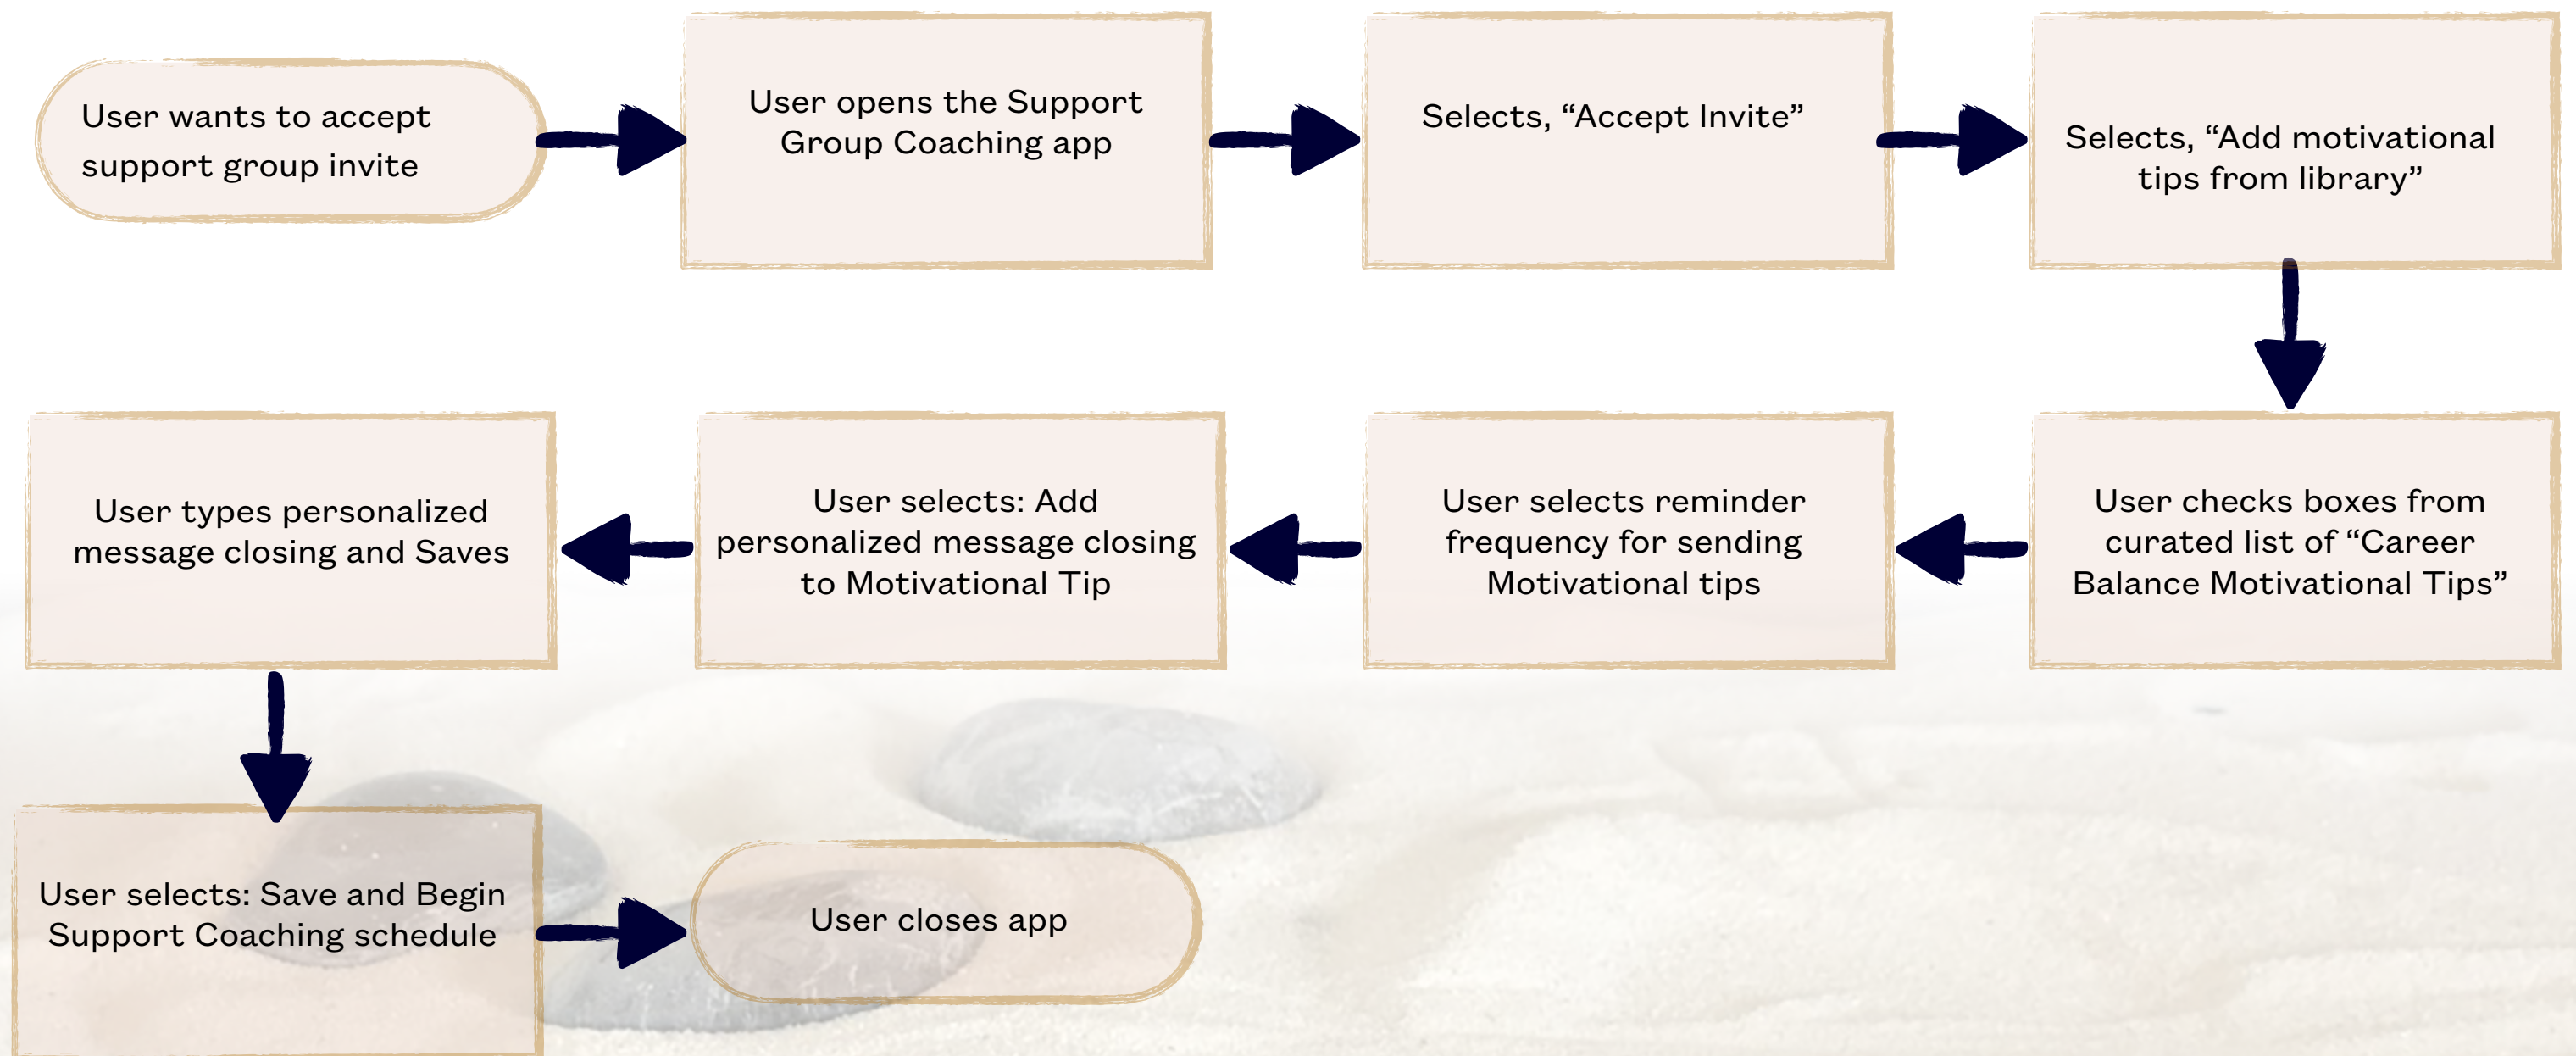 User wants to accept
support group invite
User opens the Support
Group Coaching app
Selects, “Accept Invite”
Selects, “Add motivational
tips from library”
User checks boxes from
curated list of “Career
Balance Motivational Tips”
User selects reminder
frequency for sending
Motivational tips
User selects: Add
personalized message closing
to Motivational Tip
User types personalized
message closing and Saves
User selects: Save and Begin
Support Coaching schedule
User closes app